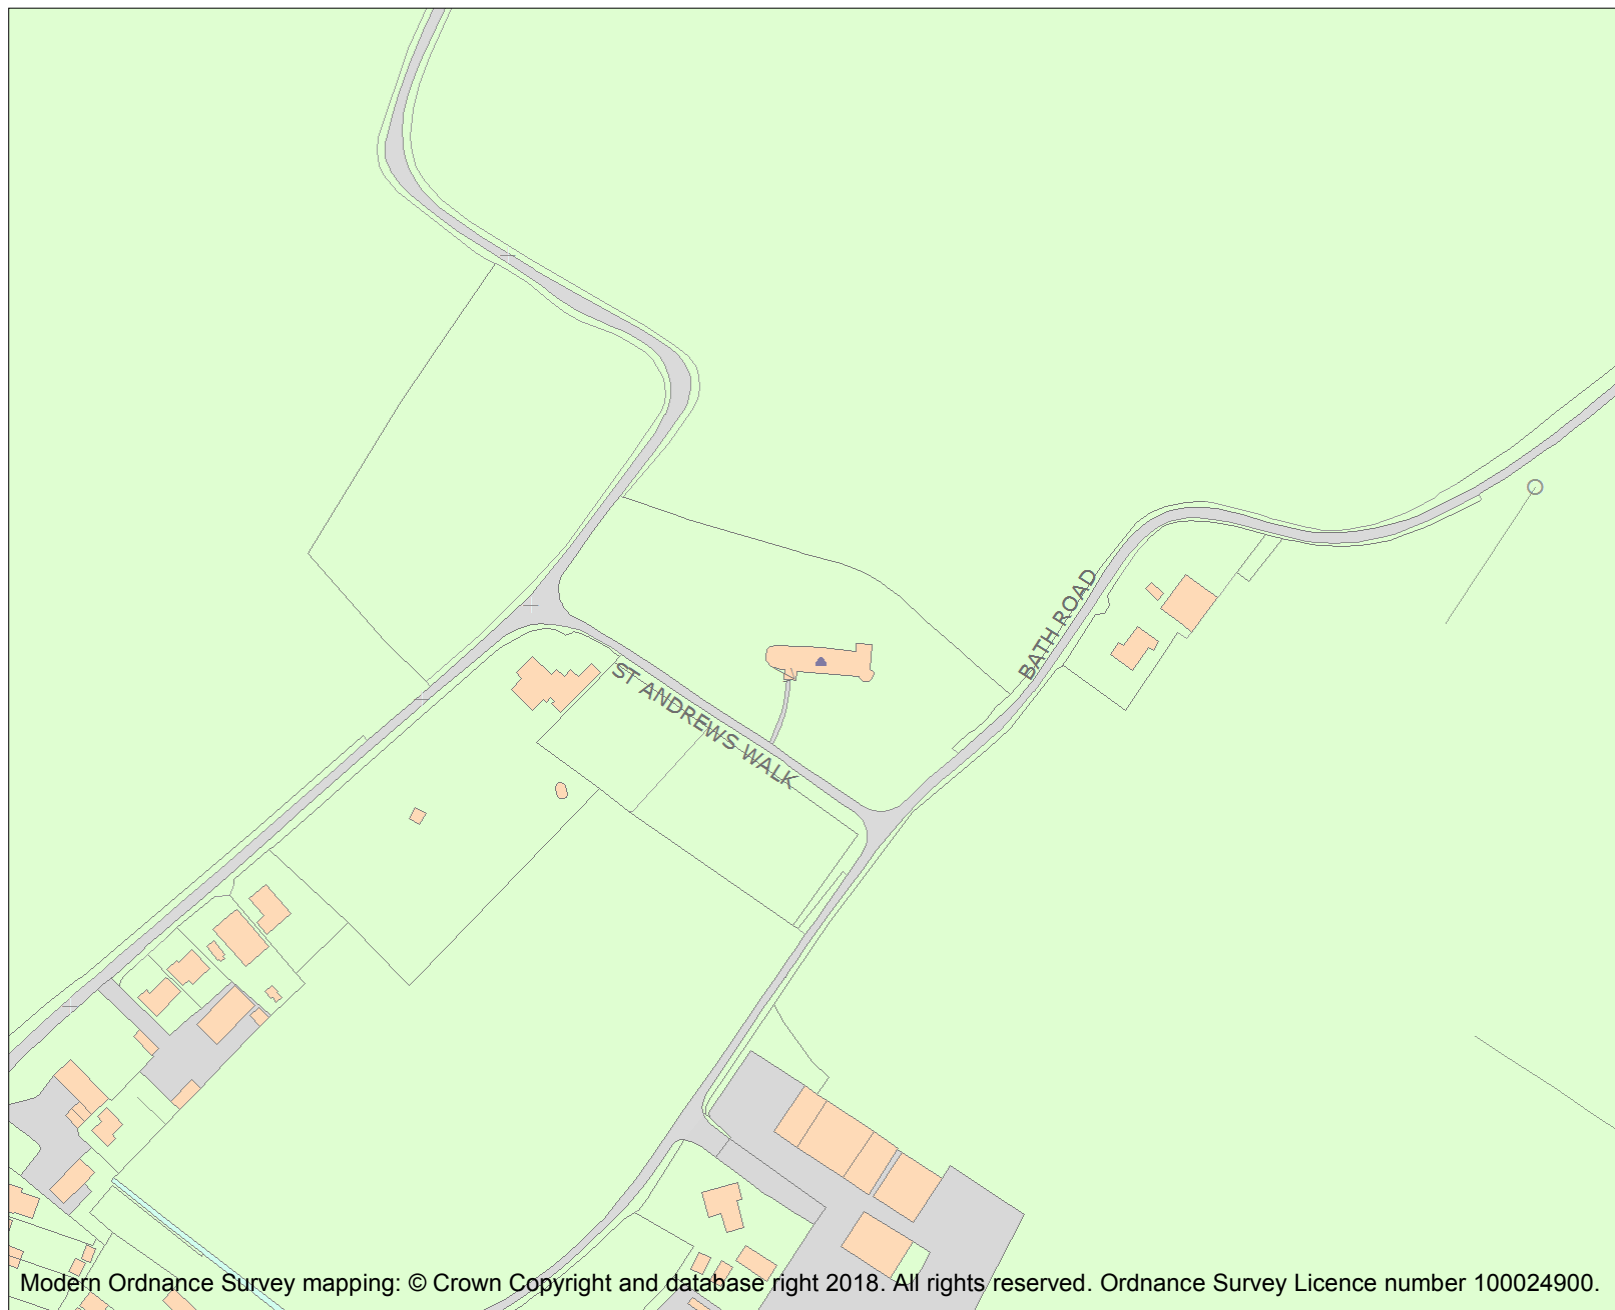 BATH ROAD
ST ANDREWS WALK
Modern Ordnance Survey mapping: © Crown Copyright and database right 2018. All rights reserved. Ordnance Survey Licence number 100024900.